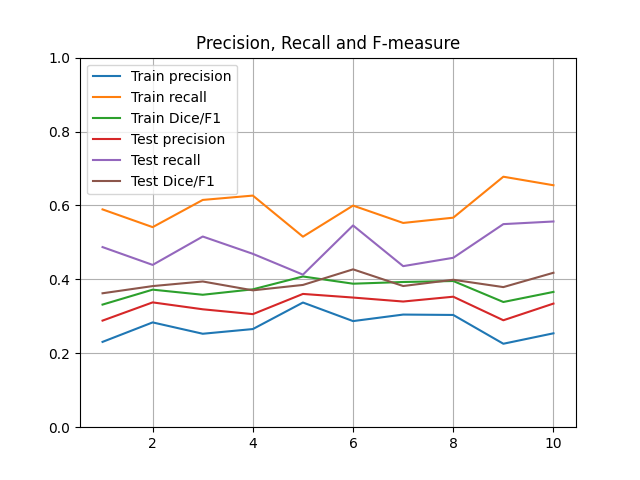 Precision, Recall and F-measure
1.0
0.8
0.6
0.4
0.2
0.0
Train precision
Train recall
Train Dice/F1
Test precision
Test recall
Test Dice/F1
2 4 6 8 10